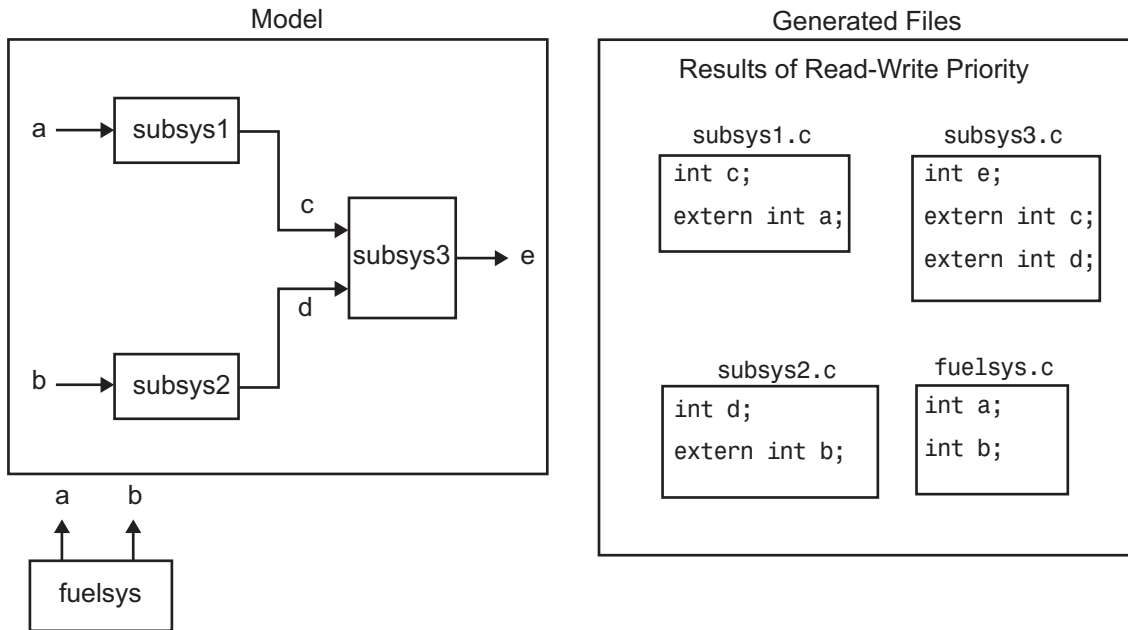 Model
a
subsys1
c
subsys3
e
d
b
subsys2
a
b
fuelsys
Generated Files
Results of Read-Write Priority
subsys1.c
int c;
extern int a;
subsys3.c
int e;
extern int c;
extern int d;
subsys2.c
int d;
extern int b;
fuelsys.c
int a;
int b;